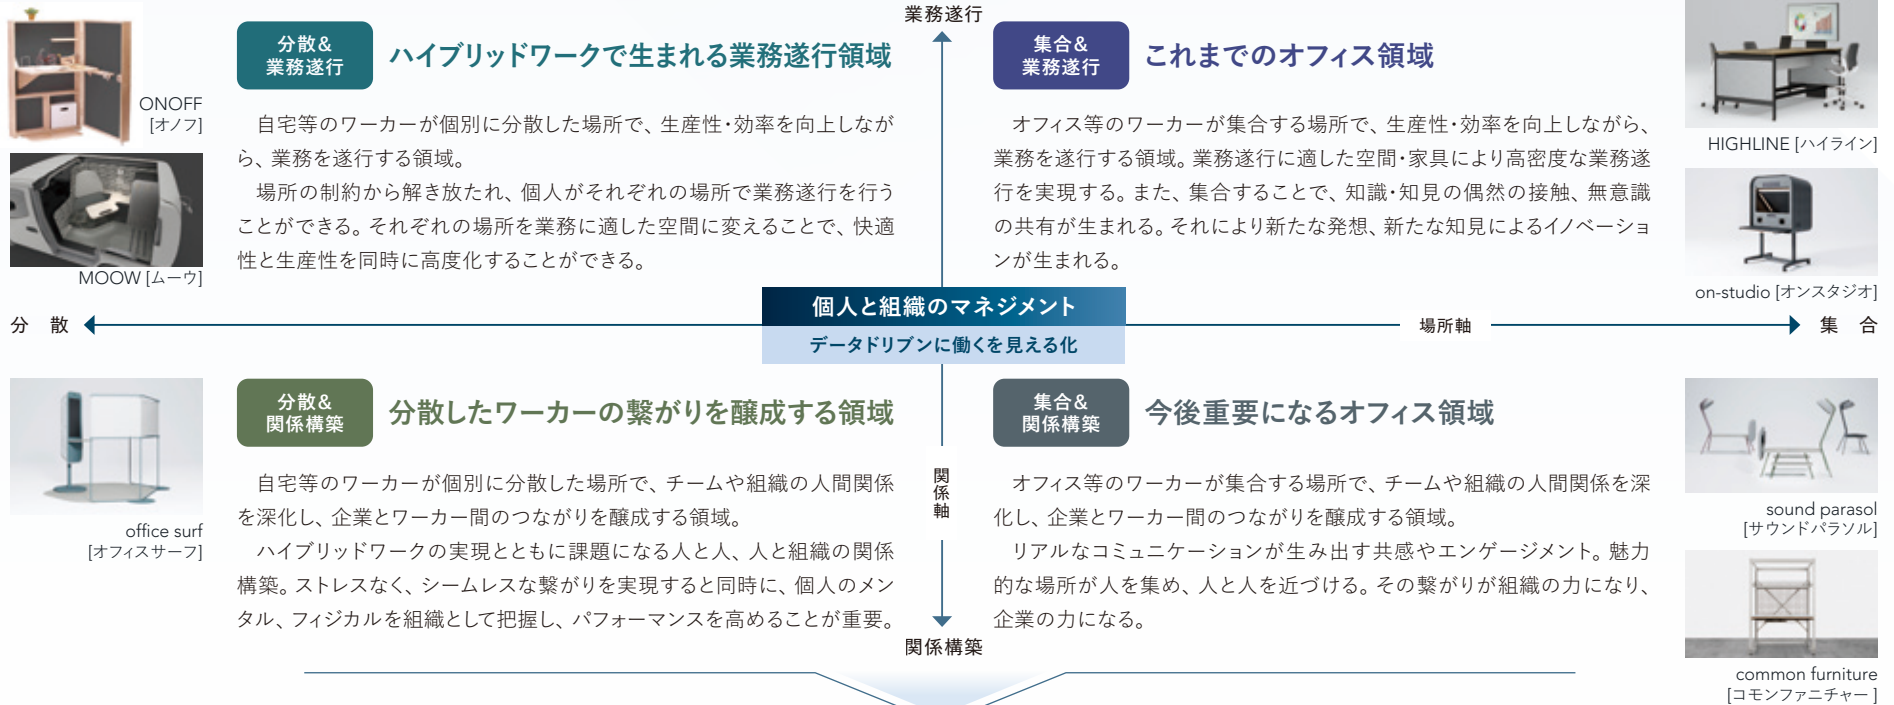 業務遂行
分散&
業務遂行
ハイブリッドワークで生まれる業務遂行領域
自宅等のワーカーが個別に分散した場所で、生産性・効率を向上しなが
ら、業務を遂行する領域。
場所の制約から解き放たれ、個人がそれぞれの場所で業務遂行を行う
ことができる。それぞれの場所を業務に適した空間に変えることで、快適
性と生産性を同時に高度化することができる。
ONOFF
[オノフ]
MOOW [ムーウ]
集合&
業務遂行
これまでのオフィス領域
オフィス等のワーカーが集合する場所で、生産性・効率を向上しながら、
業務を遂行する領域。業務遂行に適した空間・家具により高密度な業務遂
行を実現する。また、集合することで、知識・知見の偶然の接触、無意識
の共有が生まれる。それにより新たな発想、新たな知見によるイノベーショ
ンが生まれる。
HIGHLINE [ハイライン]
on-studio [オンスタジオ]
個人と組織のマネジメント
データドリブンに働くを見える化
分 散
場所軸
集 合
分散&
関係構築
分散したワーカーの繋がりを醸成する領域
自宅等のワーカーが個別に分散した場所で、チームや組織の人間関係
を深化し、企業とワーカー間のつながりを醸成する領域。
ハイブリッドワークの実現とともに課題になる人と人、人と組織の関係
構築。ストレスなく、シームレスな繋がりを実現すると同時に、個人のメン
タル、フィジカルを組織として把握し、パフォーマンスを高めることが重要。
office surf
[オフィスサーフ]
関係軸
集合&
関係構築
今後重要になるオフィス領域
オフィス等のワーカーが集合する場所で、チームや組織の人間関係を深
化し、企業とワーカー間のつながりを醸成する領域。
リアルなコミュニケーションが生み出す共感やエンゲージメント。魅力
的な場所が人を集め、人と人を近づける。その繋がりが組織の力になり、
企業の力になる。
sound parasol
[サウンドパラソル]
common furniture
[コモンファニチャー]
関係構築